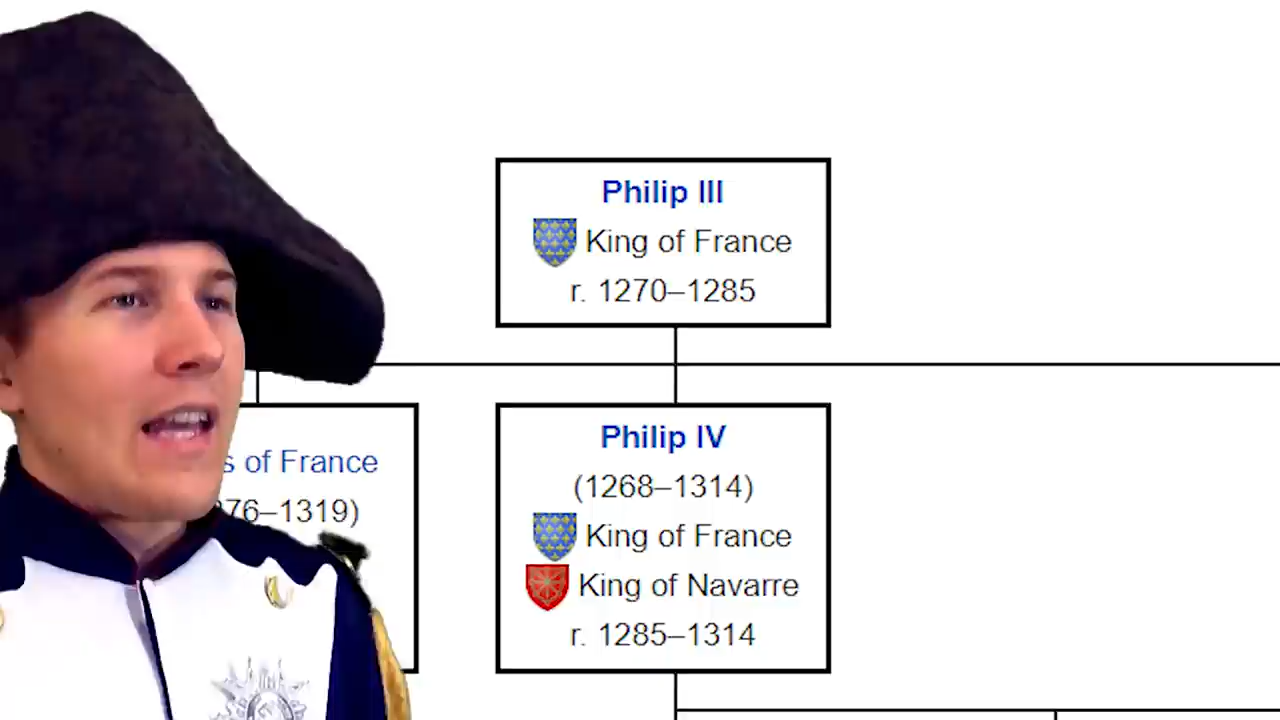 Philip III
King of France
r. 1270–1285
of France
76–1319)
Philip IV
(1268–1314)
King of France
King of Navarre
r. 1285–1314